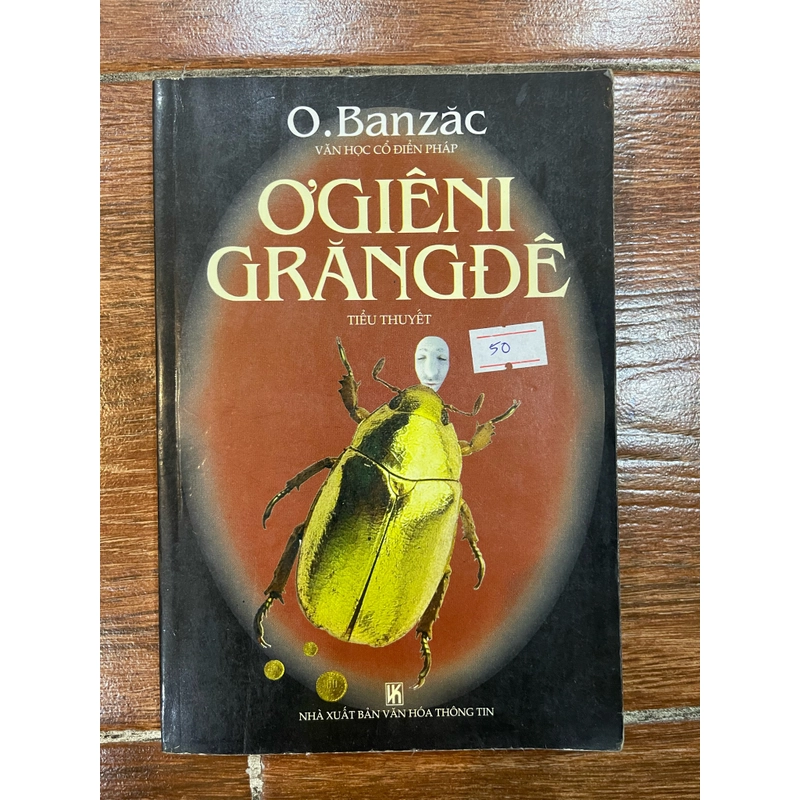 O.Banzăc
VĂN HỌC CỔ ĐIỂN PHÁP
ƠGIÊNI
GRĂNGĐÊ
TIỂU THUYẾT
50
NHÀ XUẤT BẢN VĂN HÓA THÔNG TIN